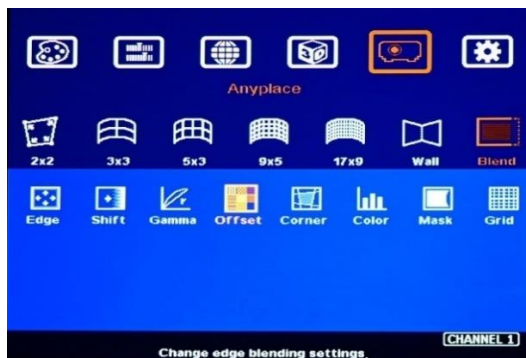 3D
Anyplace
2x2 3x3 5x3 9x5 17x9 Wall Blend
Edge Shift Gamma Offset Corner Color Mask Grid
CHANNEL 1
Change edge blending settings